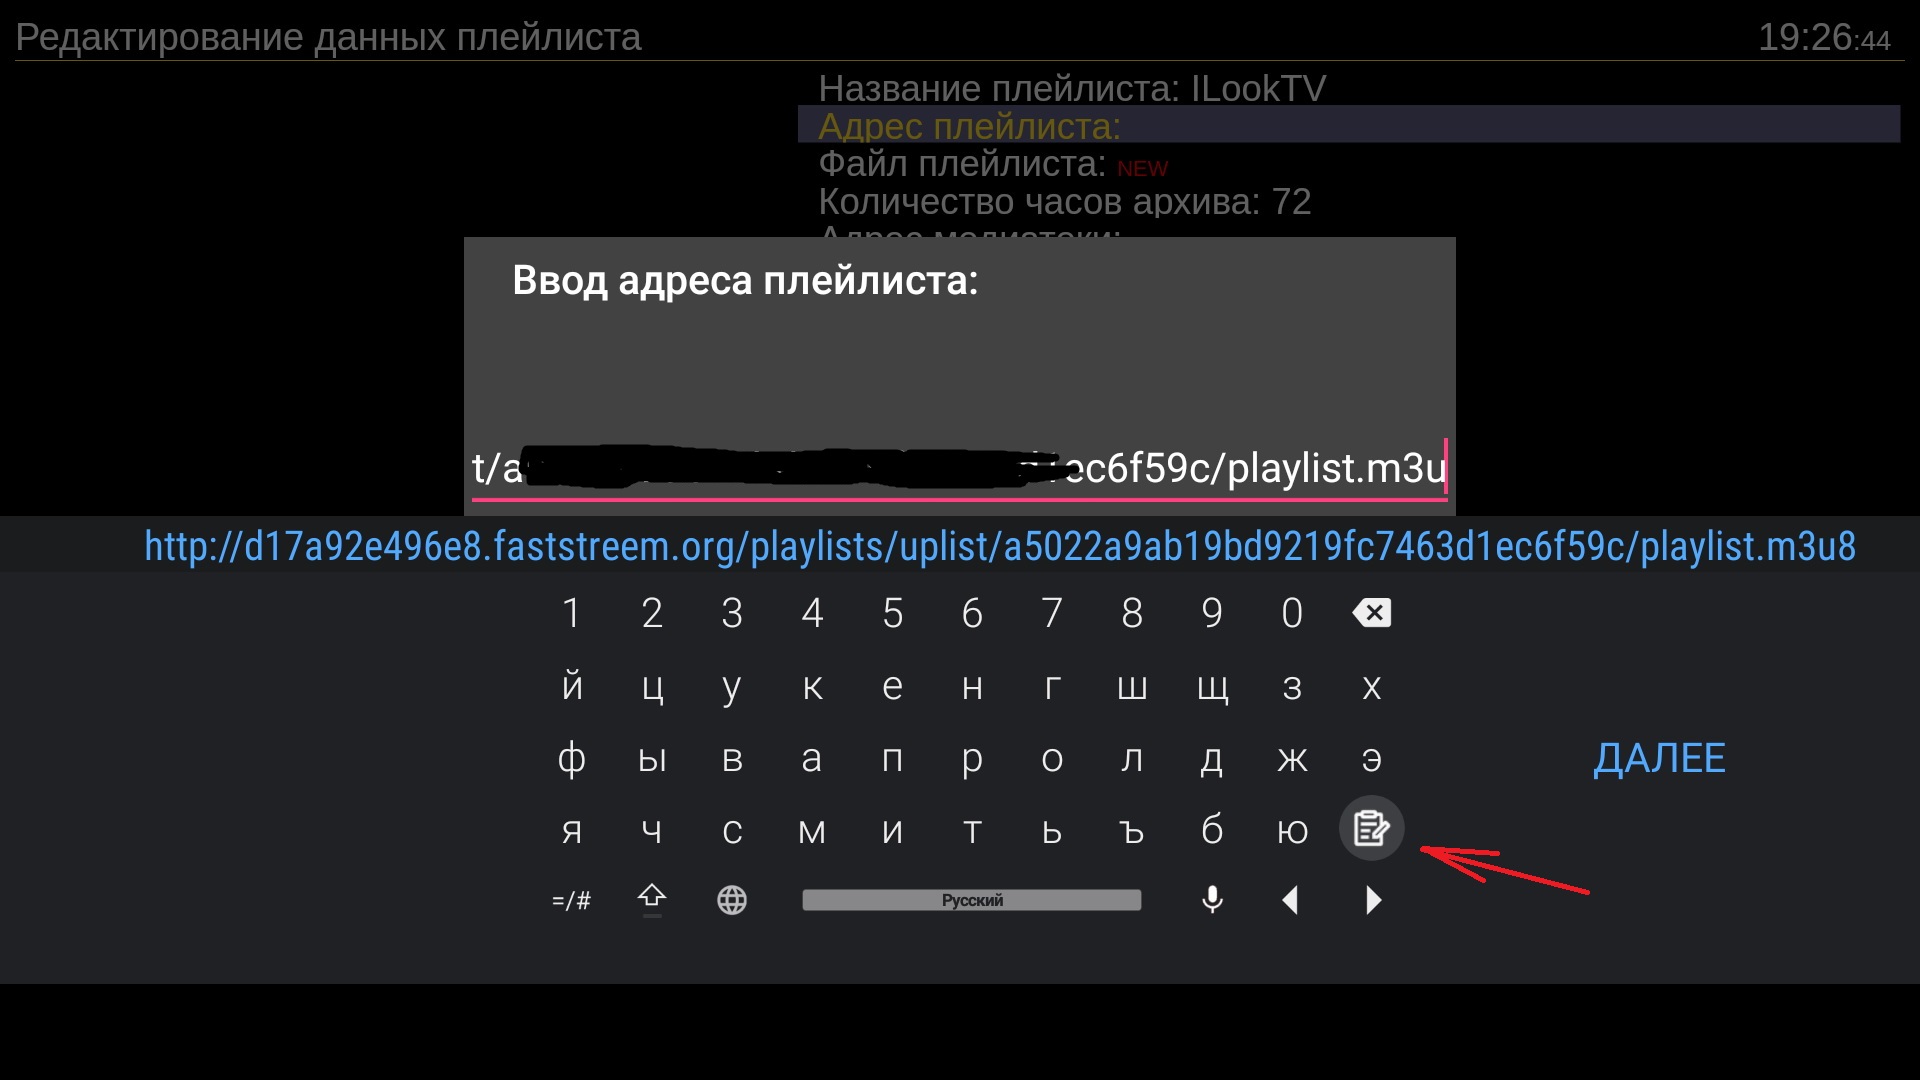 Редактирование данных плейлиста
19:26:44
Название плейлиста: ILookTV
Адрес плейлиста:
Файл плейлиста: NEW
Количество часов архива: 72
Ввод адреса плейлиста:
t/a ec6f59c/playlist.m3u
http://d17a92e496e8.faststreem.org/playlists/uplist/a5022a9ab19bd9219fc7463d1ec6f59c/playlist.m3u8
1 2 3 4 5 6 7 8 9 0
й ц у к е н г ш щ з х
ф ы в а п р о л д ж э
ДАЛЕЕ
я ч с м и т ь ъ б ю
=/# Русский